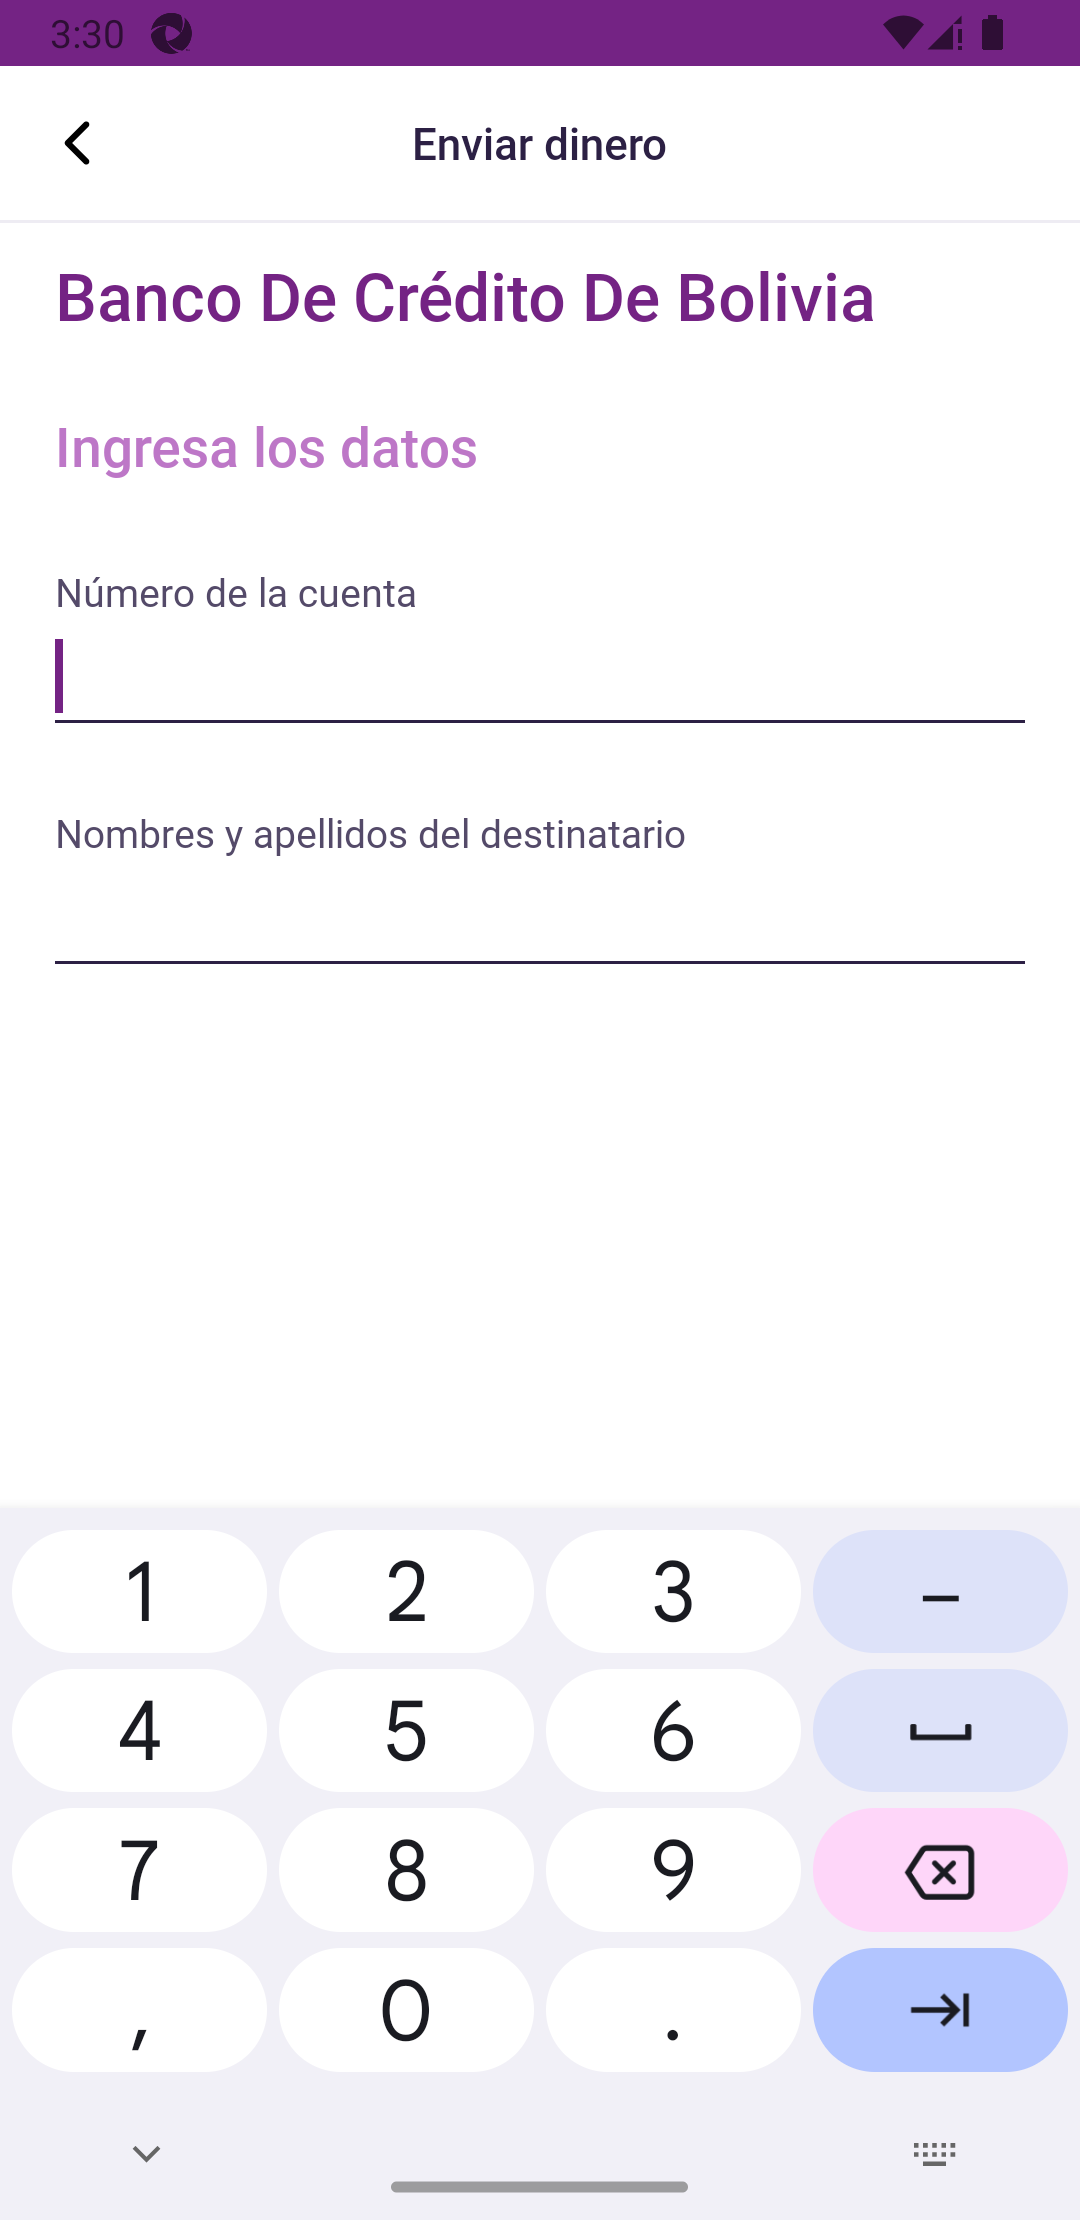 3:30
Enviar dinero
Banco De Crédito De Bolivia
Ingresa los datos
Número de la cuenta
Nombres y apellidos del destinatario
1 2 3 –
4 5 6
7 8 9
, 0 .